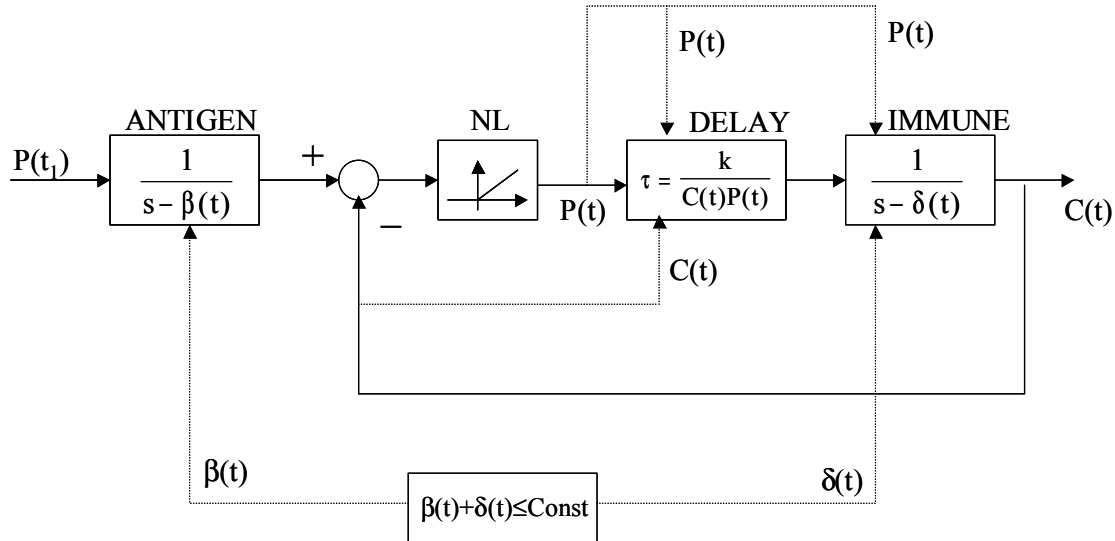 P(t)
P(t)
ANTIGEN
NL
DELAY
IMMUNE
P(t₁)
1
s − β(t)
+
−
P(t)
τ = k
C(t)P(t)
1
s − δ(t)
C(t)
C(t)
β(t)
δ(t)
β(t)+δ(t)≤Const